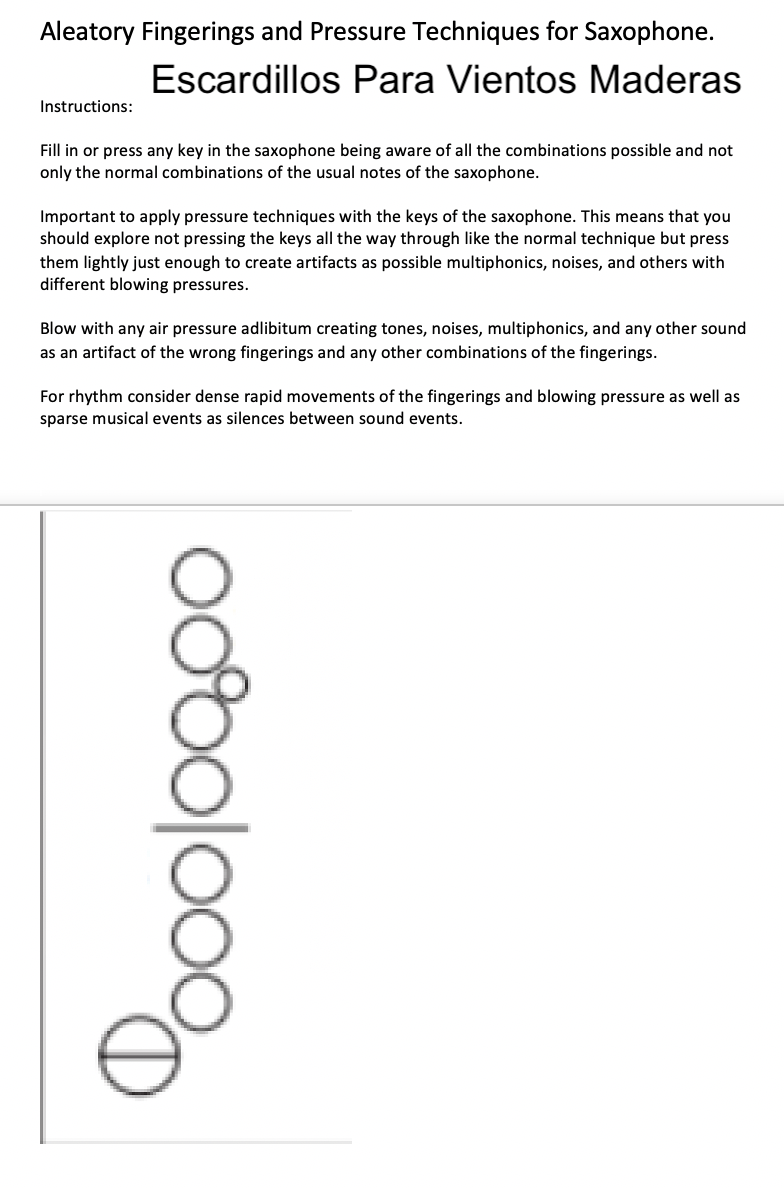 Aleatory Fingerings and Pressure Techniques for Saxophone.
Escardillos Para Vientos Maderas
Instructions:
Fill in or press any key in the saxophone being aware of all the combinations possible and not
only the normal combinations of the usual notes of the saxophone.
Important to apply pressure techniques with the keys of the saxophone. This means that you
should explore not pressing the keys all the way through like the normal technique but press
them lightly just enough to create artifacts as possible multiphonics, noises, and others with
different blowing pressures.
Blow with any air pressure adlibitum creating tones, noises, multiphonics, and any other sound
as an artifact of the wrong fingerings and any other combinations of the fingerings.
For rhythm consider dense rapid movements of the fingerings and blowing pressure as well as
sparse musical events as silences between sound events.